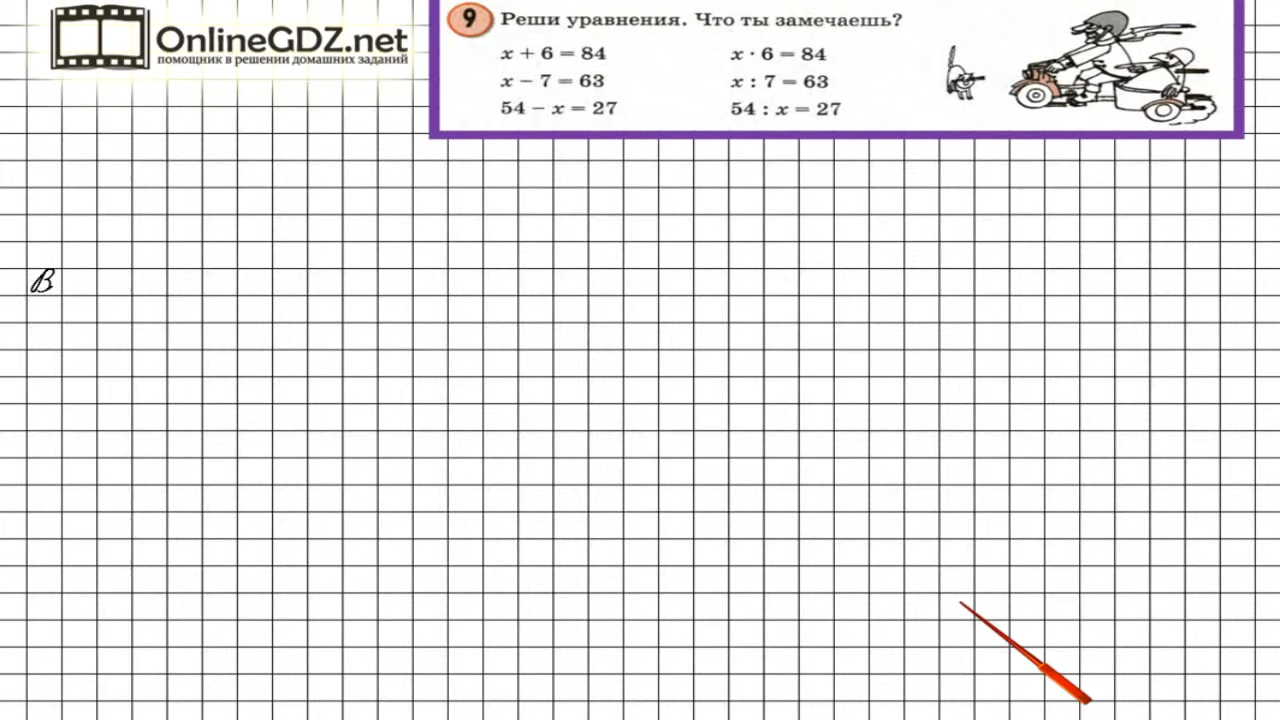 OnlineGDZ.net
помощник в решении домашних заданий
9 Реши уравнения. Что ты замечаешь?
x + 6 = 84 x · 6 = 84
x − 7 = 63 x : 7 = 63
54 − x = 27 54 : x = 27
В